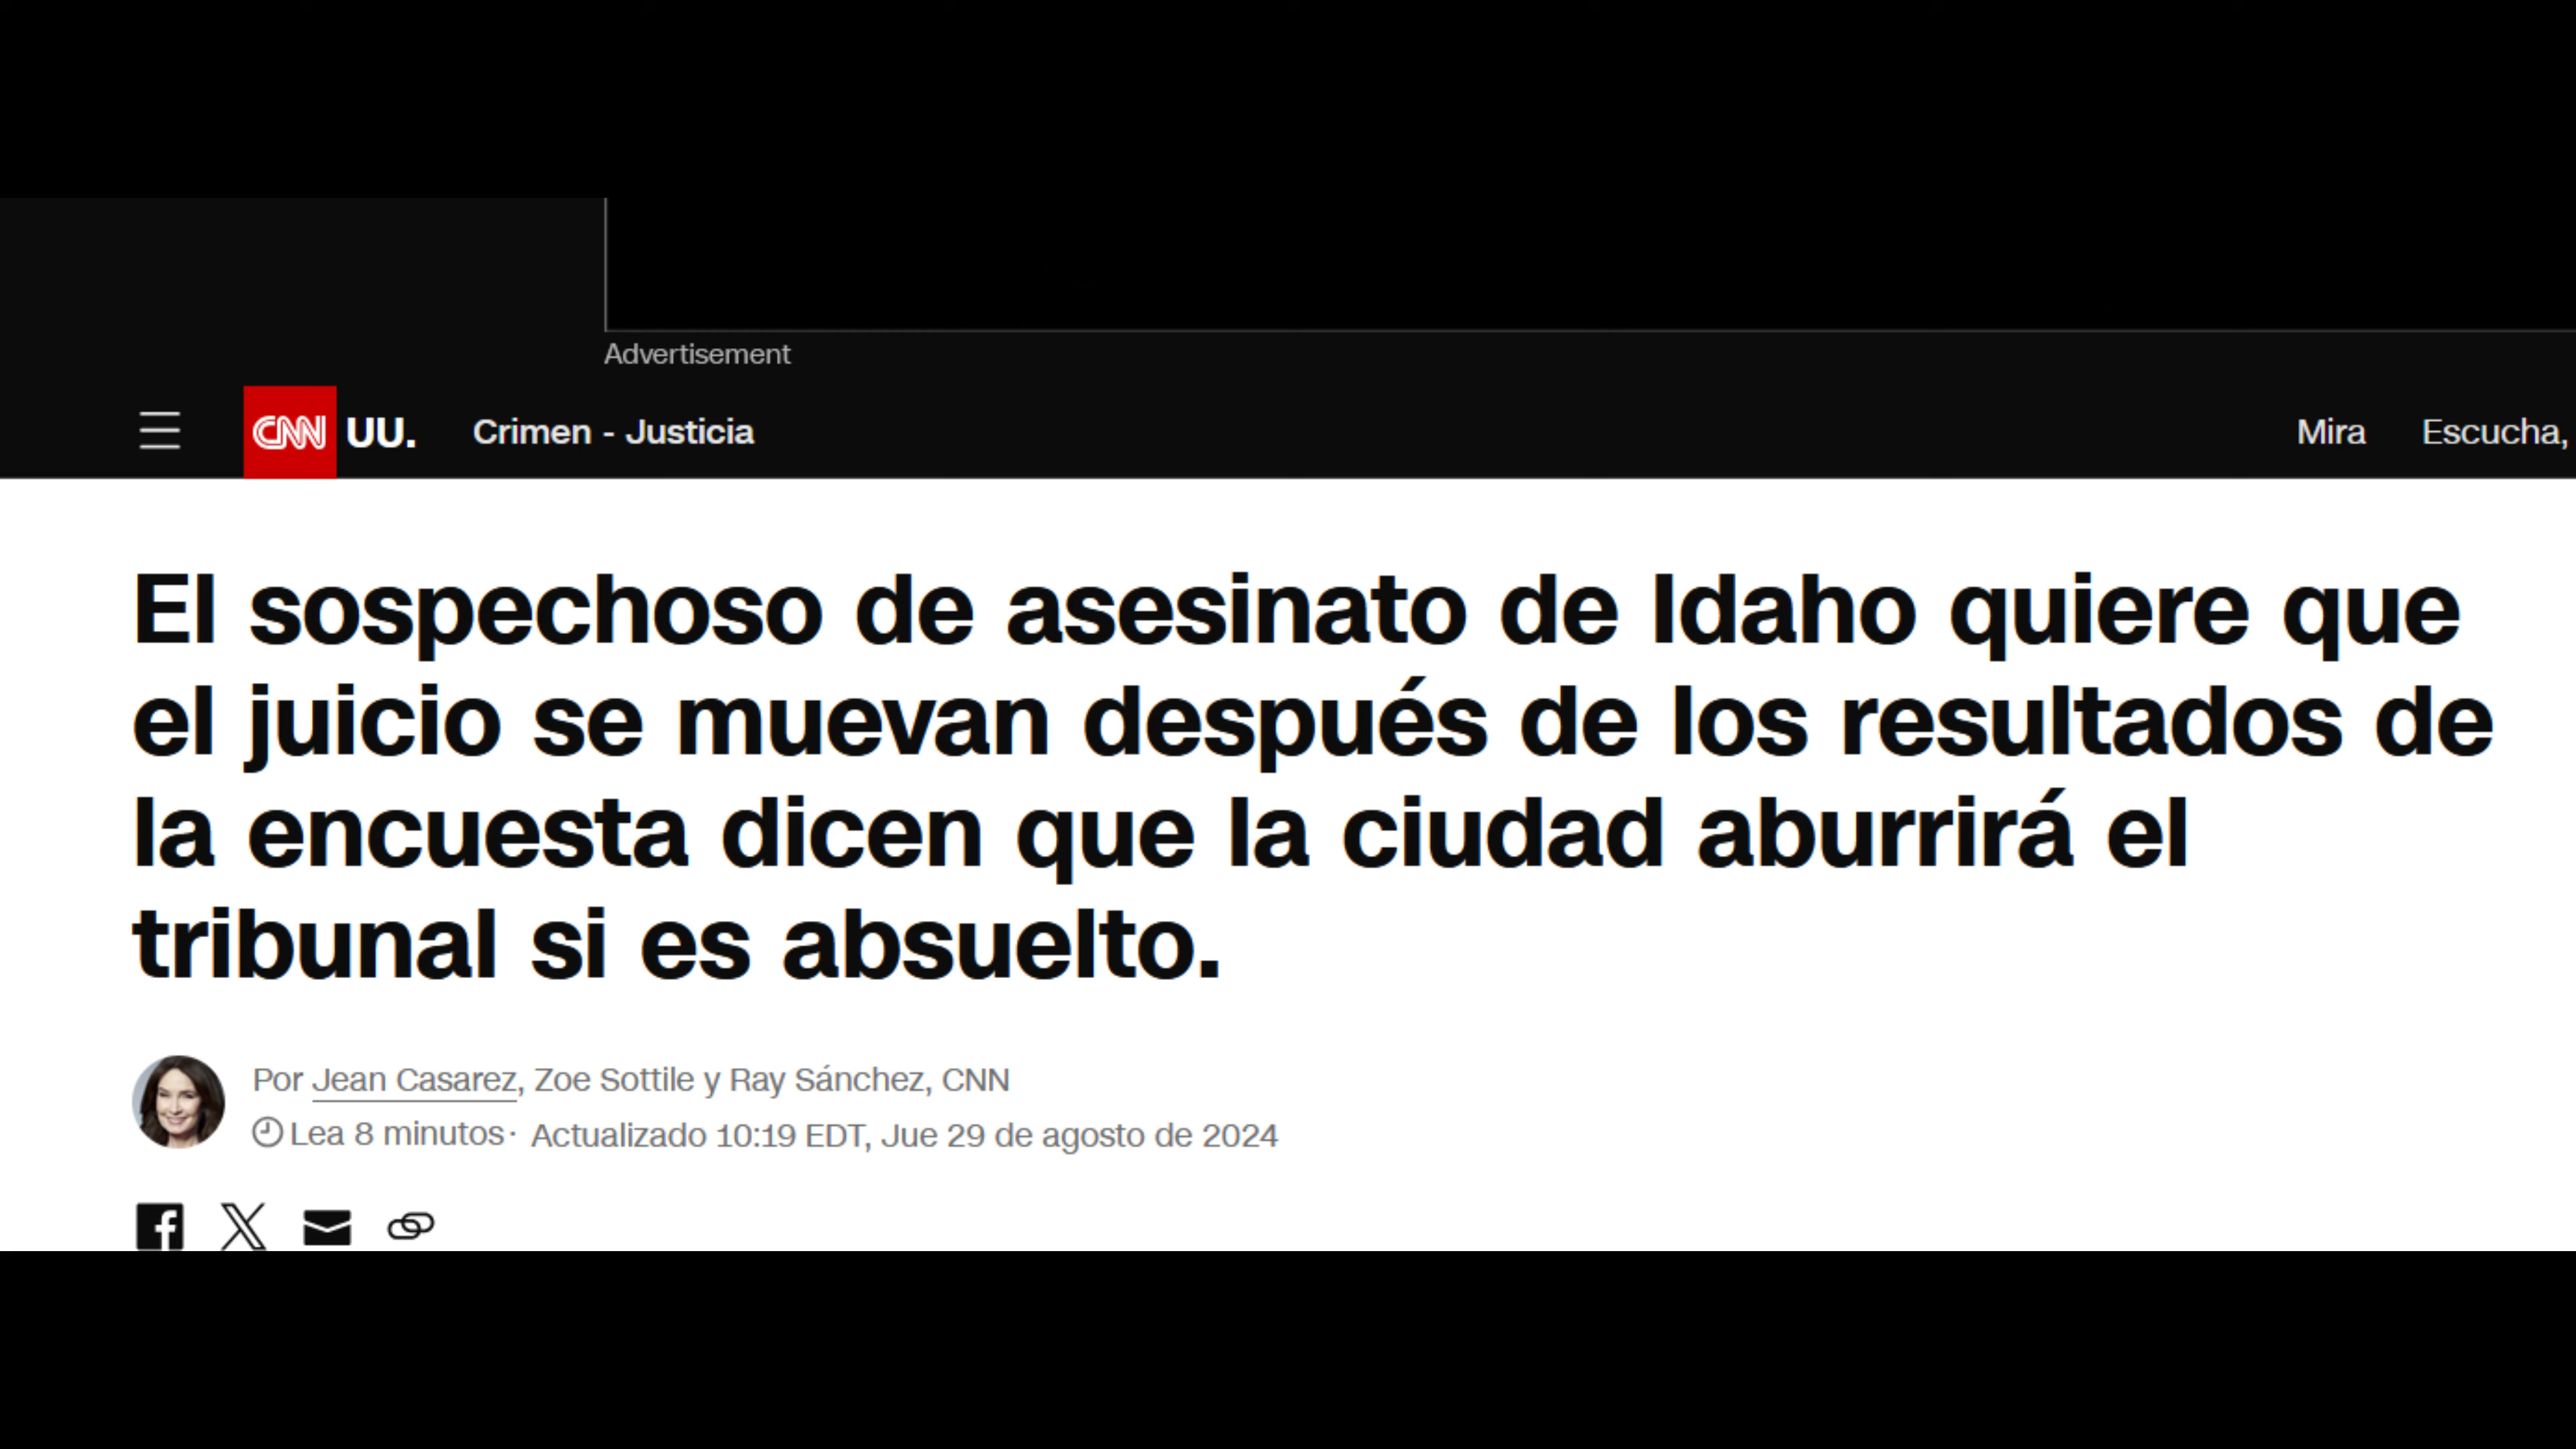 Advertisement
CNN UU. Crimen - Justicia Mira Escucha,
El sospechoso de asesinato de Idaho quiere que
el juicio se muevan después de los resultados de
la encuesta dicen que la ciudad aburrirá el
tribunal si es absuelto.
Por Jean Casarez, Zoe Sottile y Ray Sánchez, CNN
Lea 8 minutos · Actualizado 10:19 EDT, Jue 29 de agosto de 2024